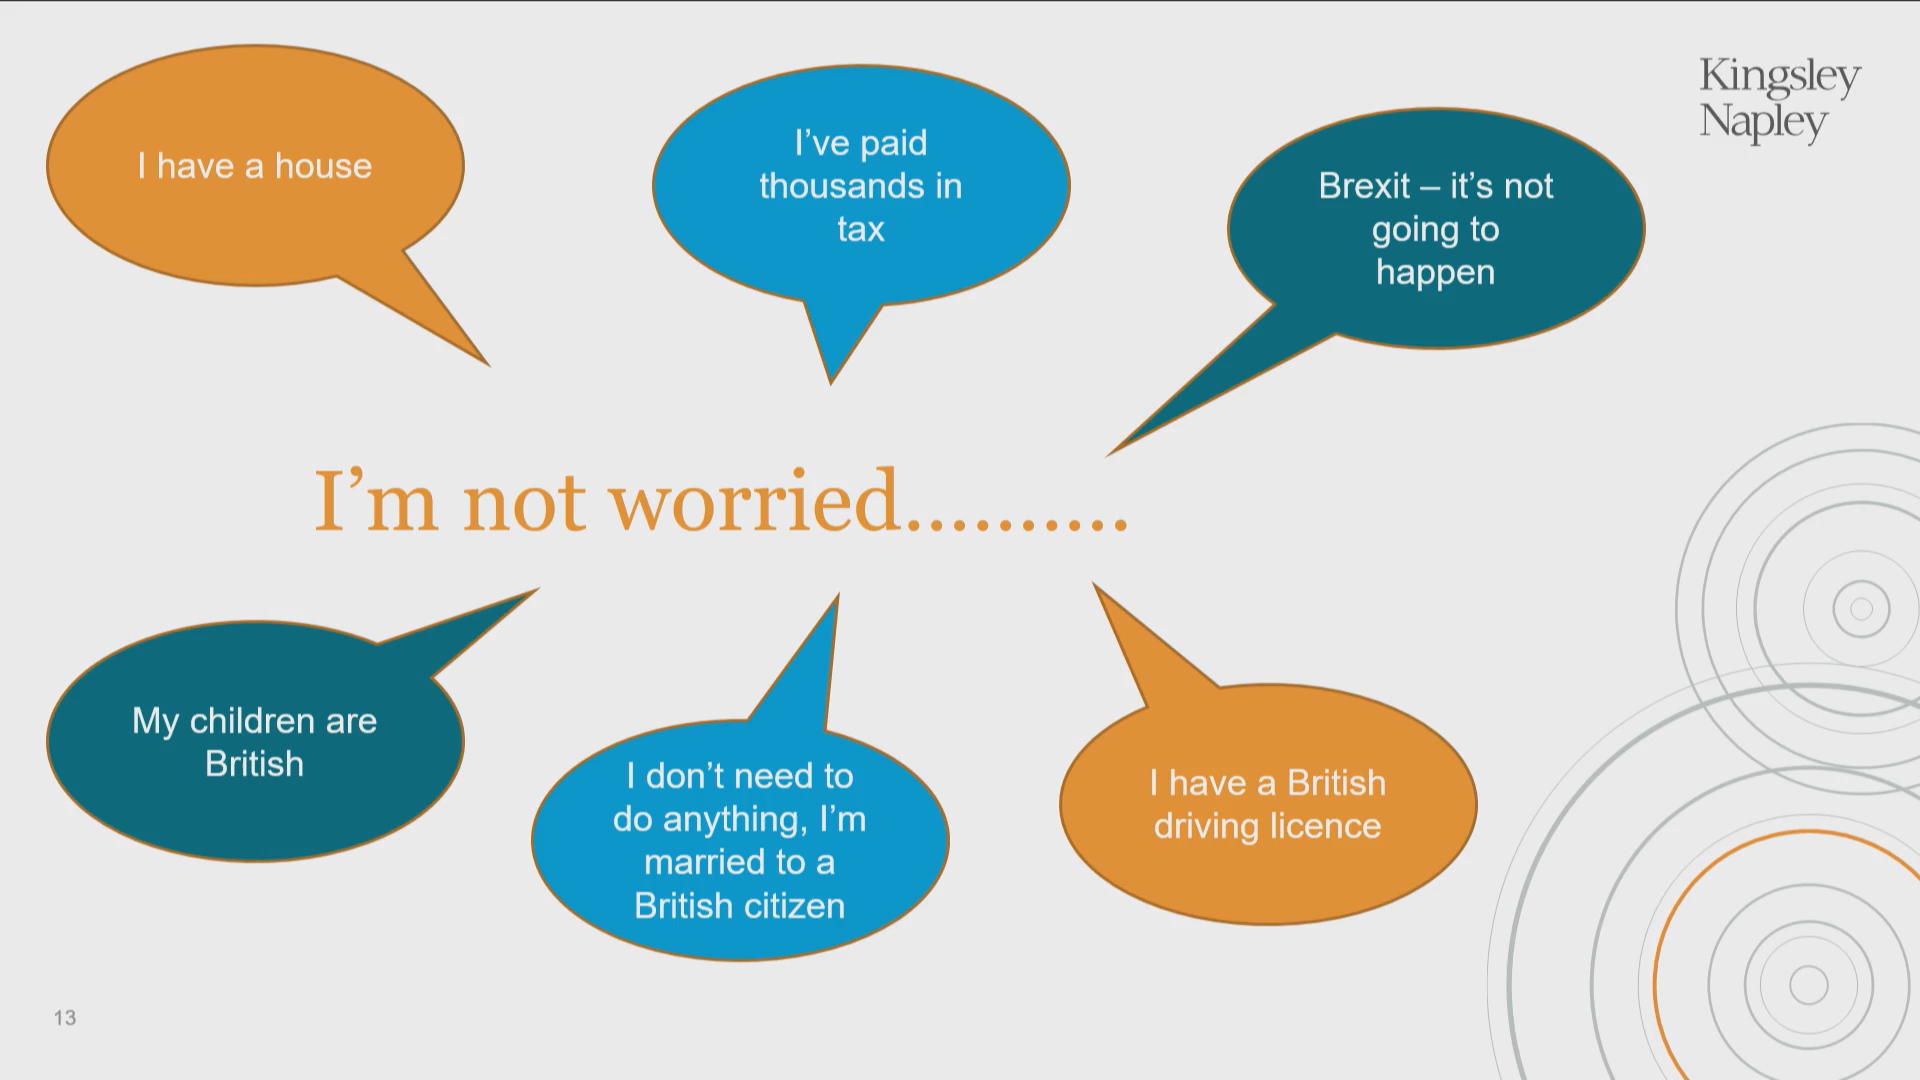 I have a house
I’ve paid
thousands in
tax
Brexit – it’s not
going to
happen
Kingsley
Napley
I’m not worried..........
My children are
British
I don’t need to
do anything, I’m
married to a
British citizen
I have a British
driving licence
13